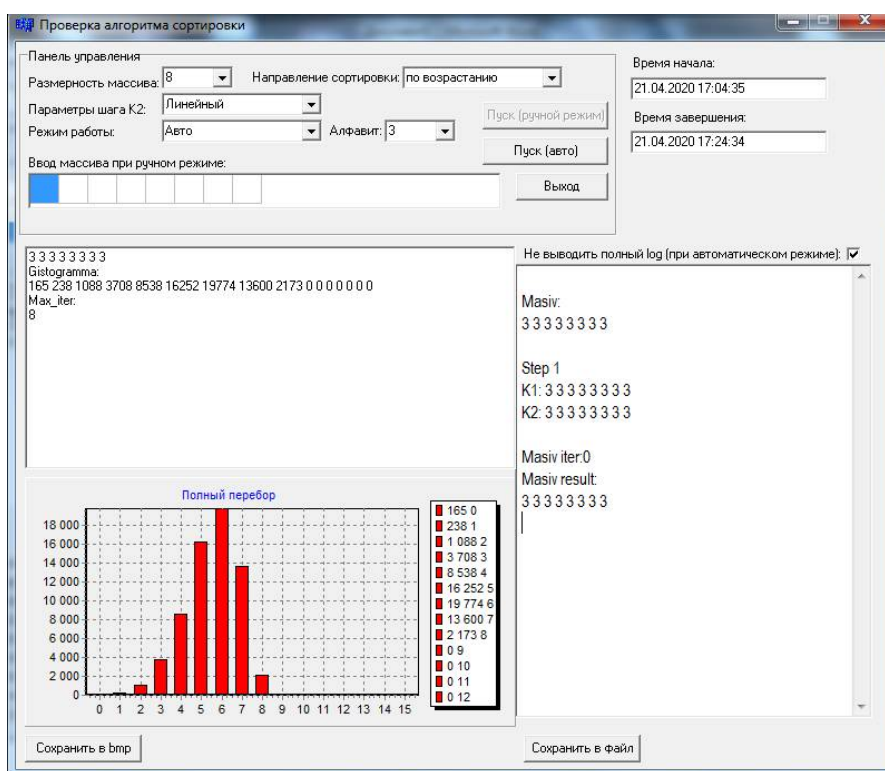 Проверка алгоритма сортировки
Панель управления
Размерность массива: 8 Направление сортировки: по возрастанию
Параметры шага K2: Линейный
Режим работы: Авто Алфавит: 3
Ввод массива при ручном режиме:
Пуск (ручной режим)
Пуск (авто)
Выход
Время начала:
21.04.2020 17:04:35
Время завершения:
21.04.2020 17:24:34
3 3 3 3 3 3 3 3
Gistogramma:
165 238 1088 3708 8538 16252 19774 13600 2173 0 0 0 0 0 0 0
Max_iter:
8
Не выводить полный log (при автоматическом режиме):
Masiv:
3 3 3 3 3 3 3 3
Step 1
K1: 3 3 3 3 3 3 3 3
K2: 3 3 3 3 3 3 3 3
Masiv iter:0
Masiv result:
3 3 3 3 3 3 3 3
Полный перебор
18 000
16 000
14 000
12 000
10 000
8 000
6 000
4 000
2 000
0
0 1 2 3 4 5 6 7 8 9 10 11 12 13 14 15
165 0
238 1
1 088 2
3 708 3
8 538 4
16 252 5
19 774 6
13 600 7
2 173 8
0 9
0 10
0 11
0 12
Сохранить в bmp
Сохранить в файл